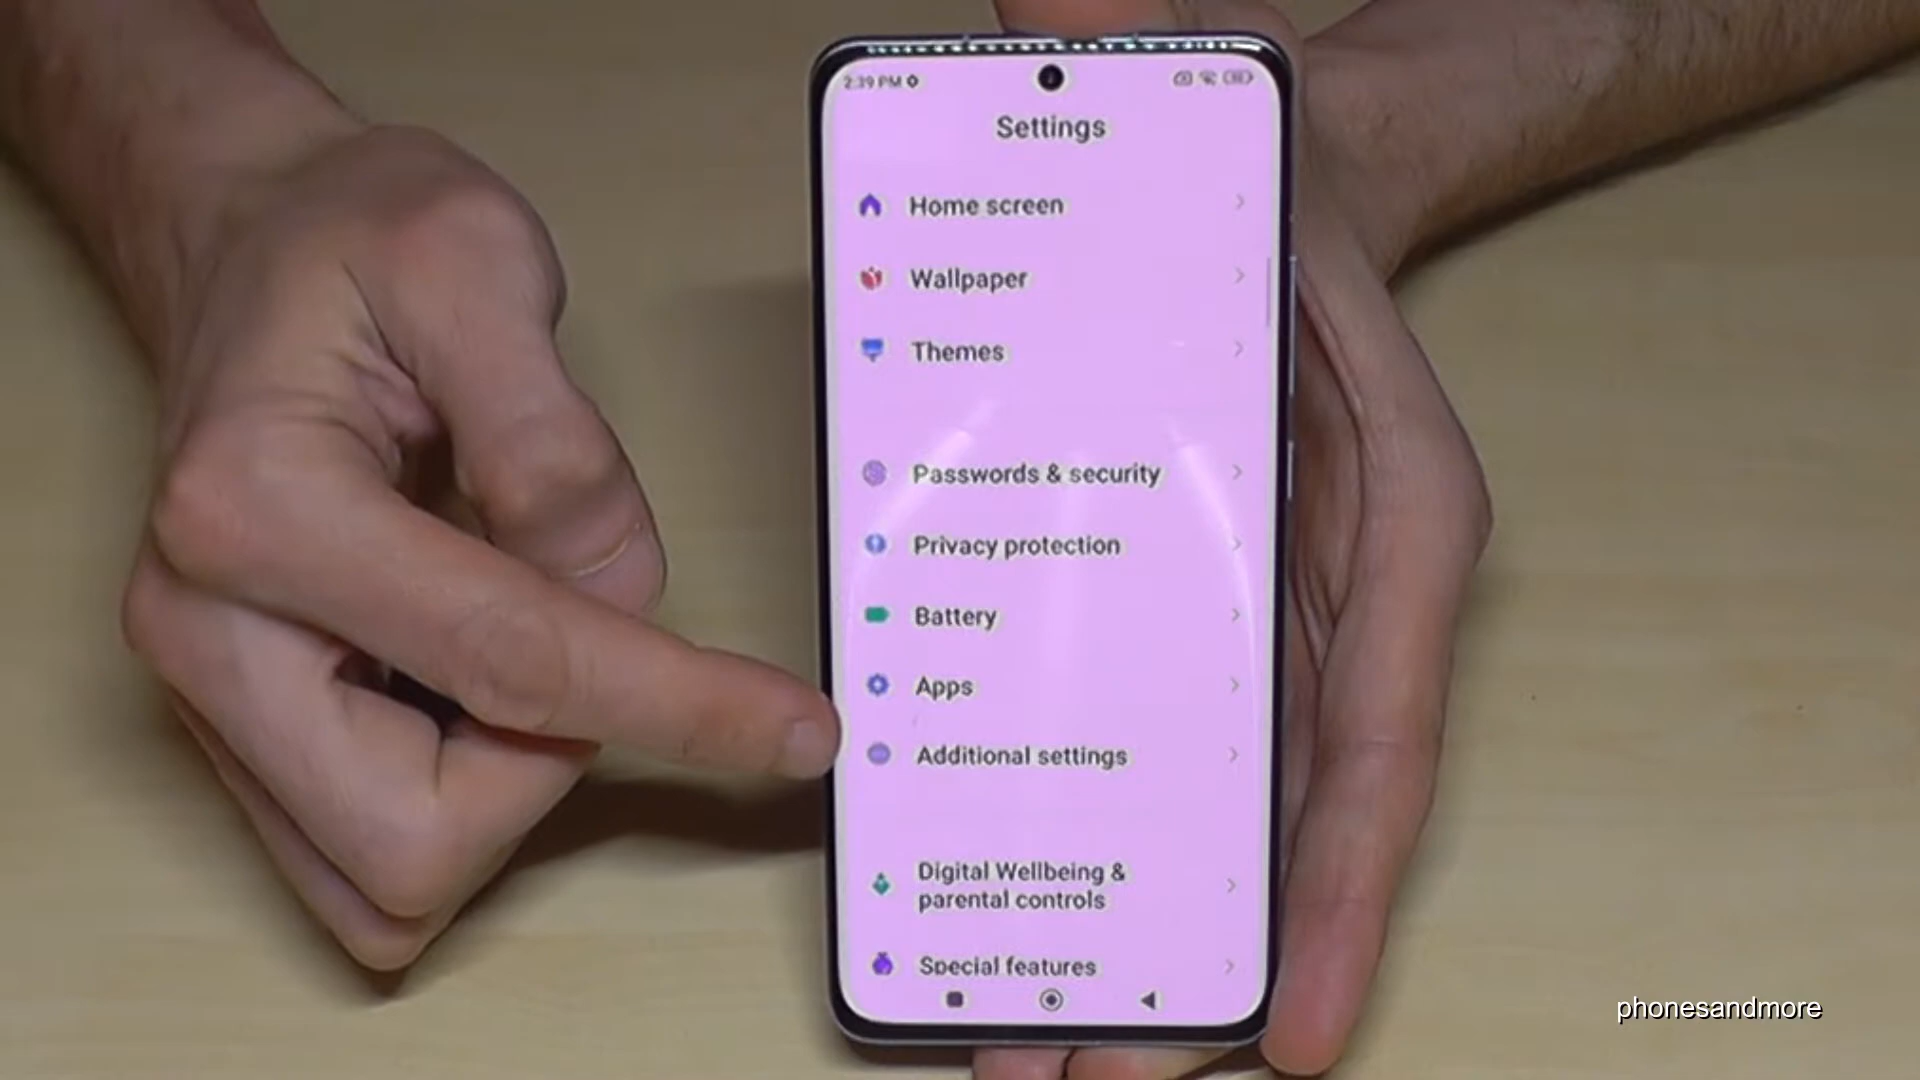 2:39 PM
Settings
Home screen
Wallpaper
Themes
Passwords & security
Privacy protection
Battery
Apps
Additional settings
Digital Wellbeing &
parental controls
Special features
phonesandmore